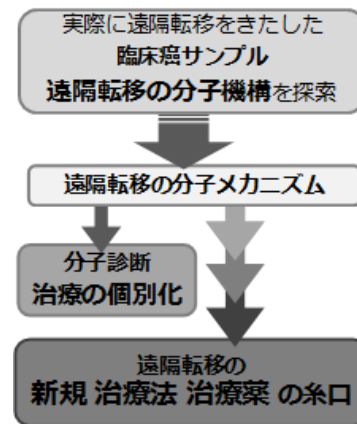 実際に遠隔転移をきたした
臨床癌サンプル
遠隔転移の分子機構を探索
遠隔転移の分子メカニズム
分子診断
治療の個別化
遠隔転移の
新規 治療法 治療薬 の糸口